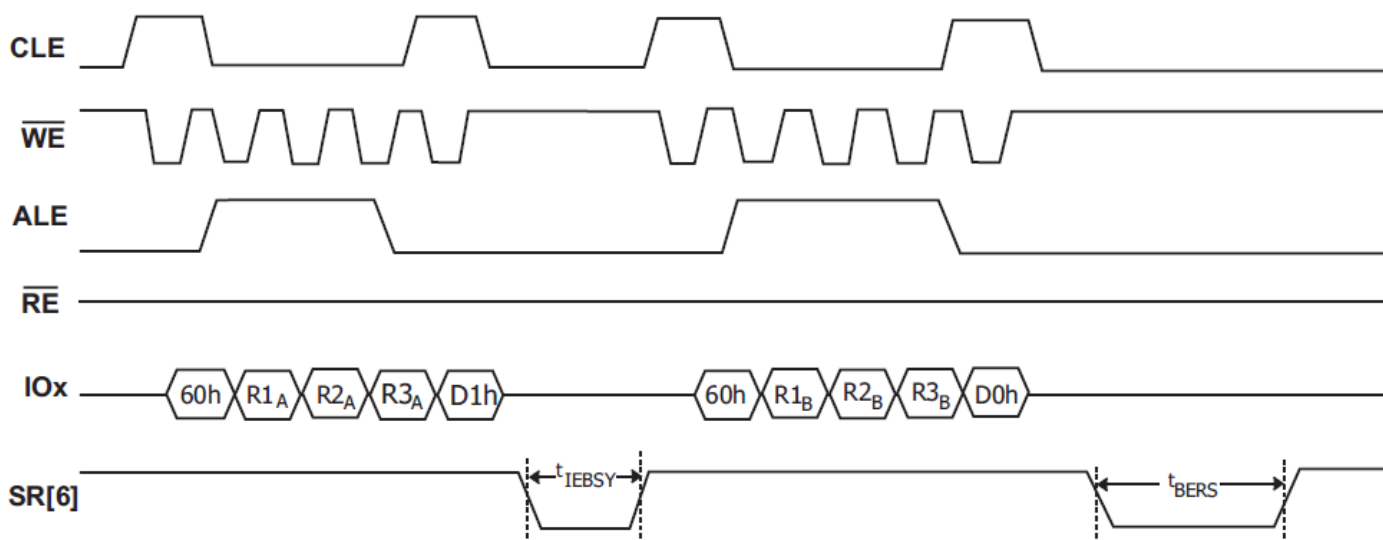 CLE
WE
ALE
RE
IOx 60h R1A R2A R3A D1h 60h R1B R2B R3B D0h
SR[6] tIEBSY tBERS